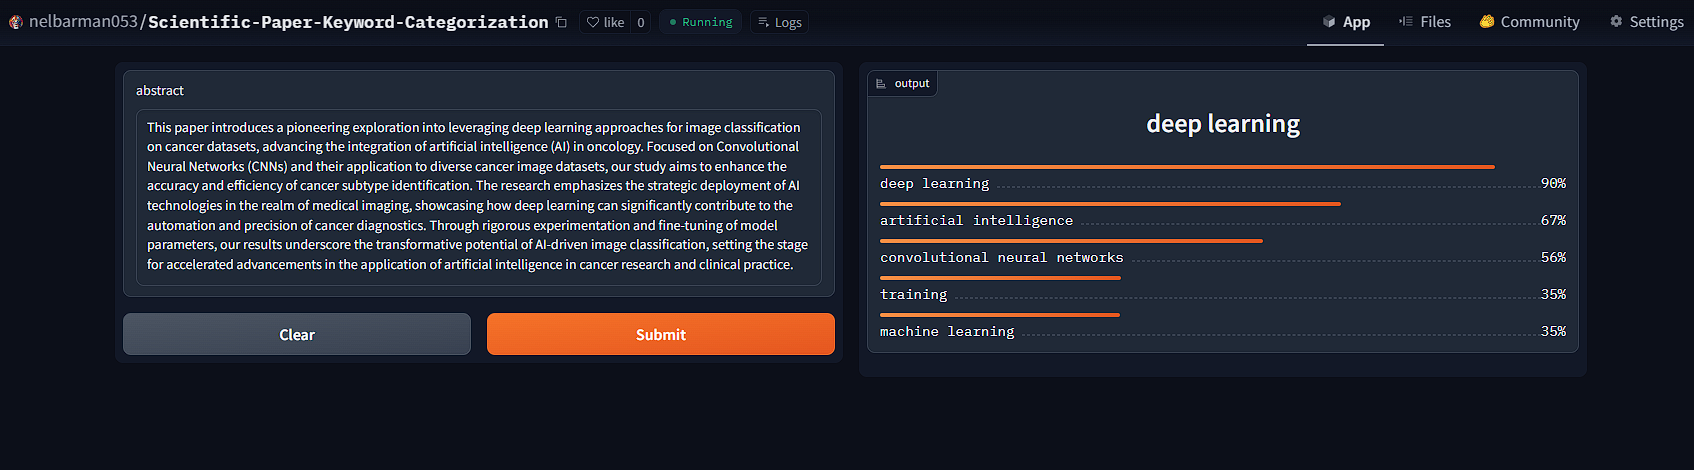 nelbarman053/Scientific-Paper-Keyword-Categorization like 0 Running Logs App Files Community Settings
abstract
This paper introduces a pioneering exploration into leveraging deep learning approaches for image classification
on cancer datasets, advancing the integration of artificial intelligence (AI) in oncology. Focused on Convolutional
Neural Networks (CNNs) and their application to diverse cancer image datasets, our study aims to enhance the
accuracy and efficiency of cancer subtype identification. The research emphasizes the strategic deployment of AI
technologies in the realm of medical imaging, showcasing how deep learning can significantly contribute to the
automation and precision of cancer diagnostics. Through rigorous experimentation and fine-tuning of model
parameters, our results underscore the transformative potential of AI-driven image classification, setting the stage
for accelerated advancements in the application of artificial intelligence in cancer research and clinical practice.
Clear Submit
output
deep learning
deep learning 90%
artificial intelligence 67%
convolutional neural networks 56%
training 35%
machine learning 35%